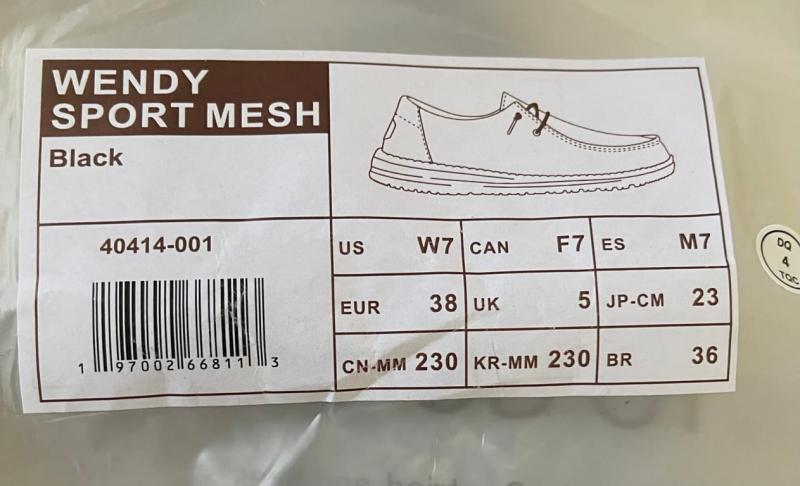 WENDY
SPORT MESH
Black
40414-001
1 97002 66811 3
US W7 CAN F7 ES M7
EUR 38 UK 5 JP-CM 23
CN-MM 230 KR-MM 230 BR 36
DQ
4
TQC